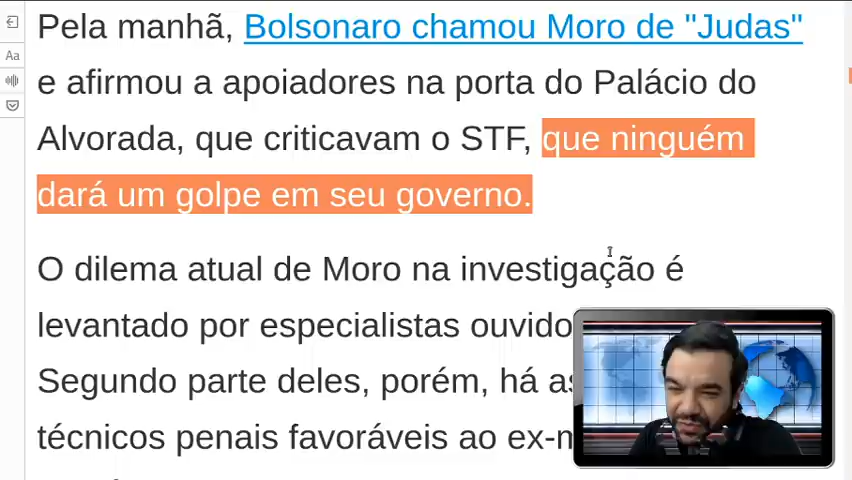 Pela manhã, Bolsonaro chamou Moro de "Judas"
e afirmou a apoiadores na porta do Palácio do
Alvorada, que criticavam o STF, que ninguém
dará um golpe em seu governo.
O dilema atual de Moro na investigação é
levantado por especialistas ouvido
Segundo parte deles, porém, há as
técnicos penais favoráveis ao ex-m
Aa